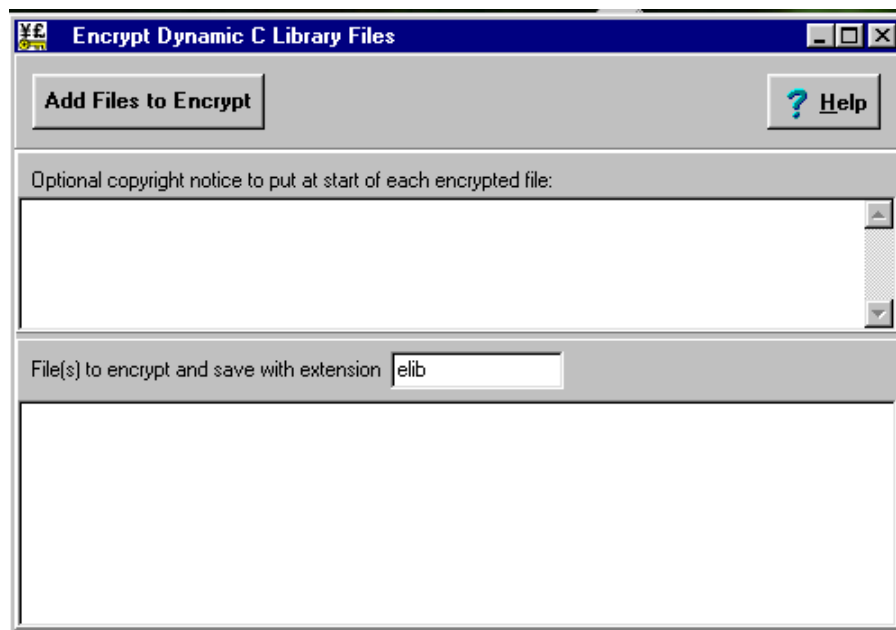 ¥£
Encrypt Dynamic C Library Files
Add Files to Encrypt
? Help
Optional copyright notice to put at start of each encrypted file:
File(s) to encrypt and save with extension elib